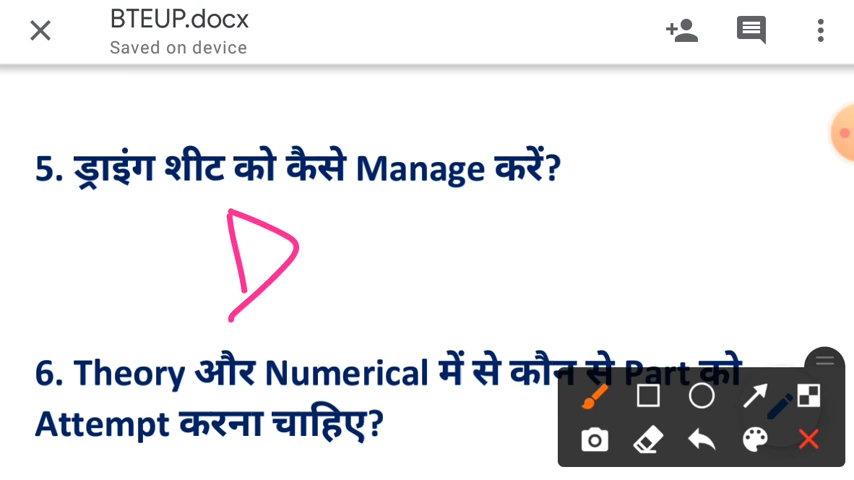 BTEUP.docx
Saved on device
5. ड्राइंग शीट को कैसे Manage करें?
D
6. Theory और Numerical में से कौन से Part को
Attempt करना चाहिए?